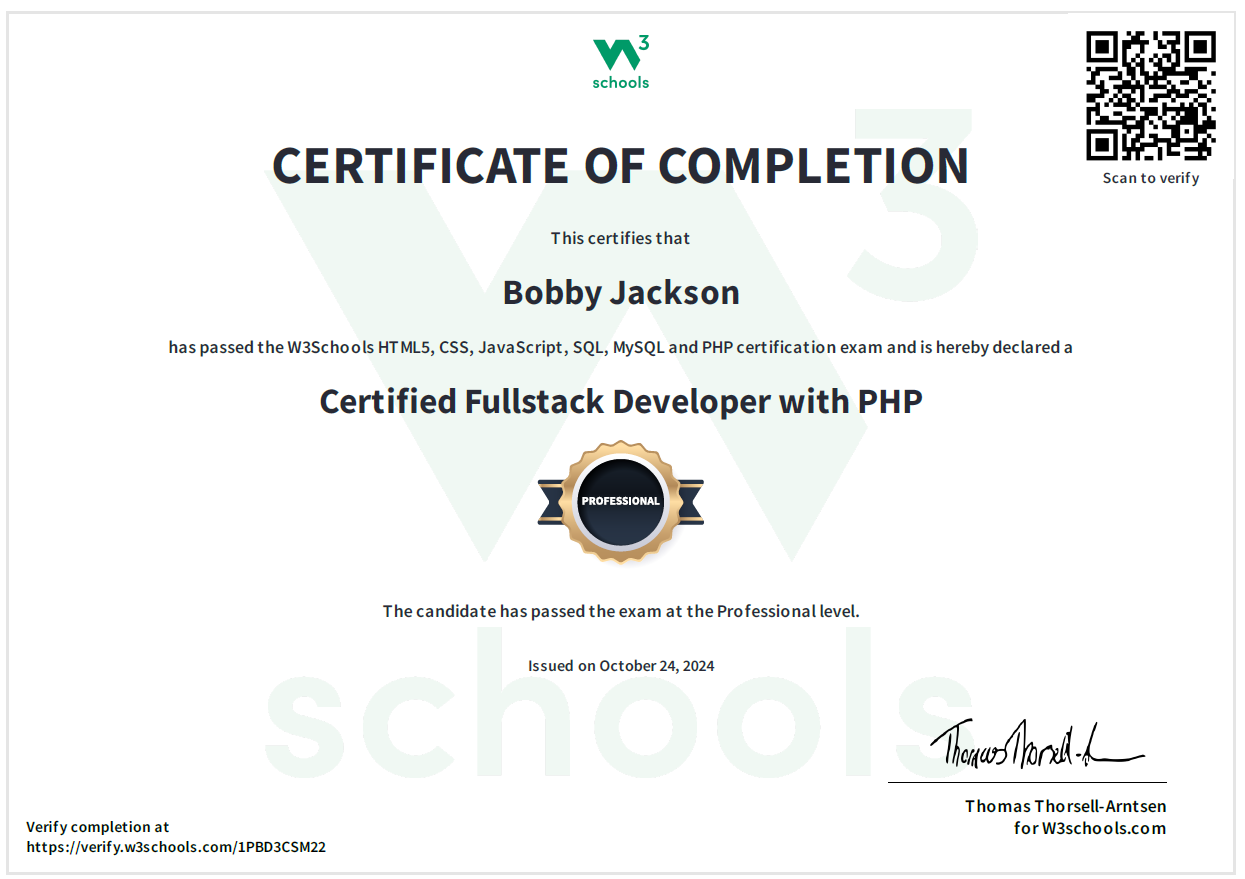 W3
schools
Scan to verify
CERTIFICATE OF COMPLETION
This certifies that
Bobby Jackson
has passed the W3Schools HTML5, CSS, JavaScript, SQL, MySQL and PHP certification exam and is hereby declared a
Certified Fullstack Developer with PHP
PROFESSIONAL
The candidate has passed the exam at the Professional level.
Issued on October 24, 2024
W3
schools
Thomas Thorsell-A
Thomas Thorsell-Arntsen
for W3schools.com
Verify completion at
https://verify.w3schools.com/1PBD3CSM22